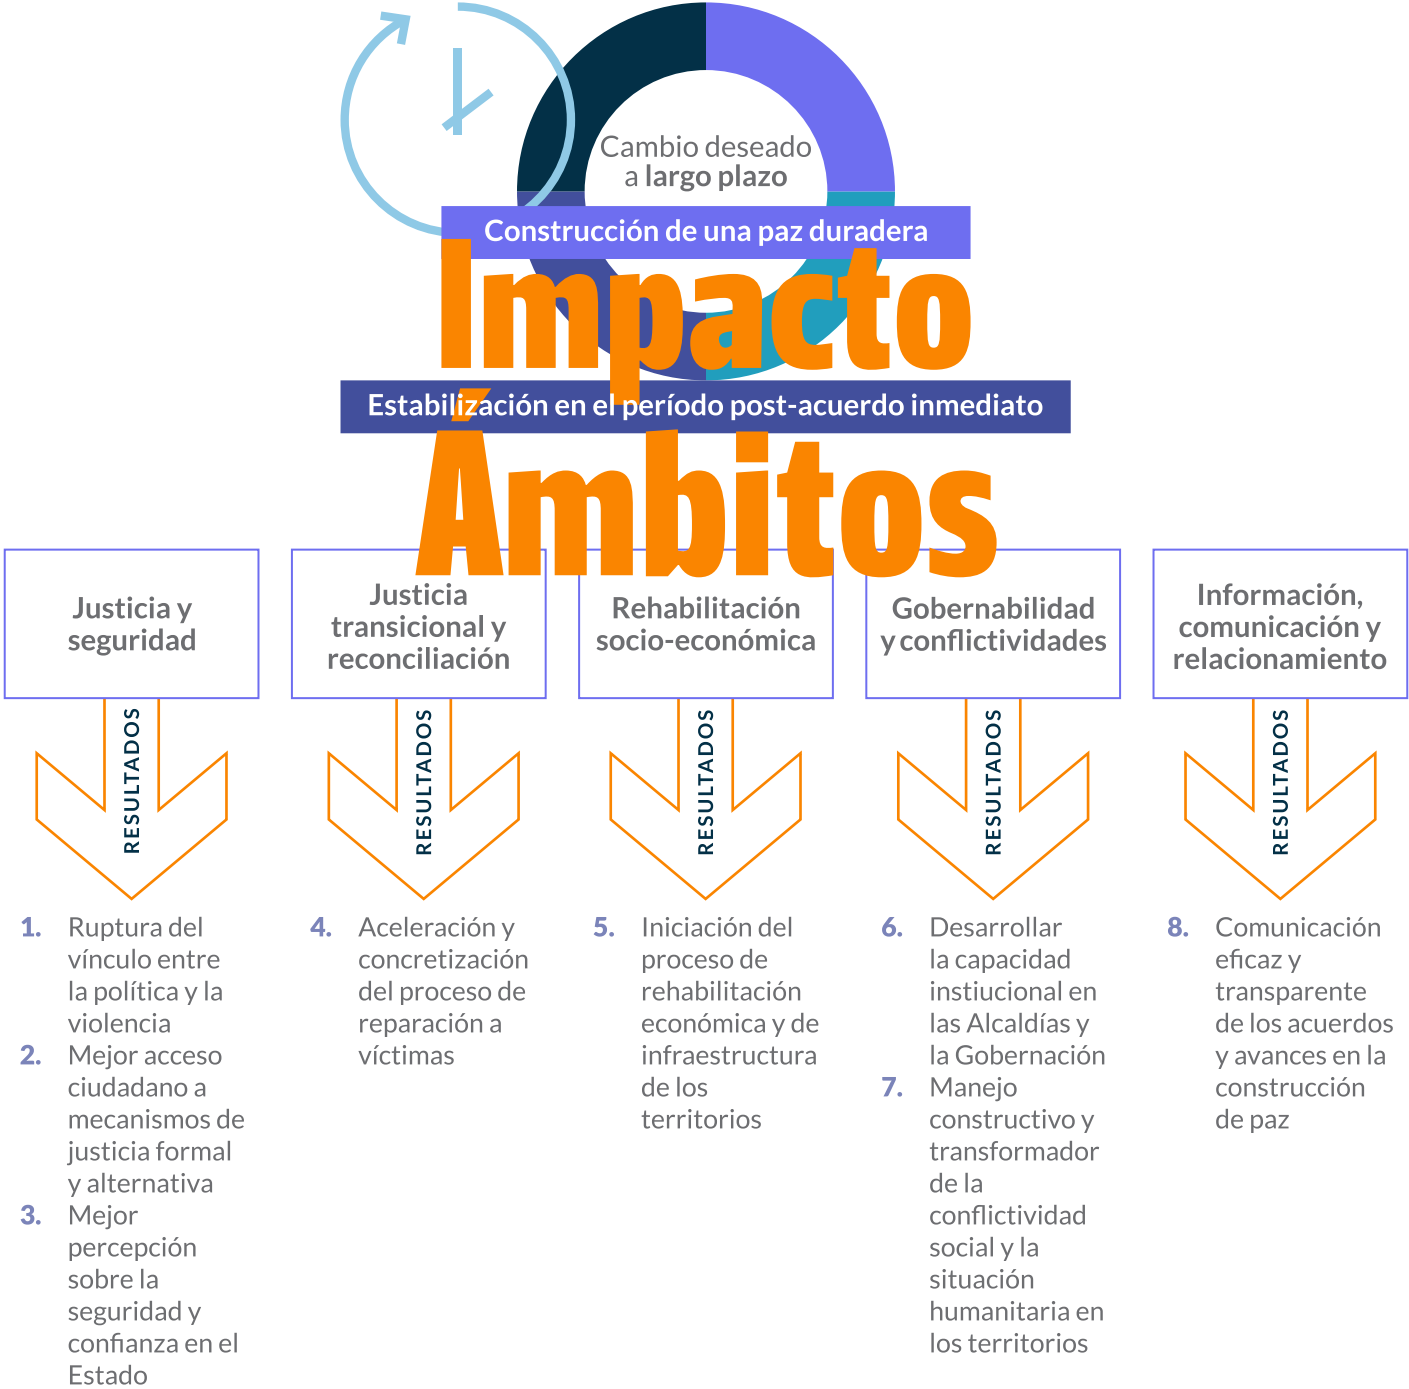 Cambio deseado
a largo plazo
Construcción de una paz duradera
Impacto
Estabilización en el período post-acuerdo inmediato
Ámbitos
Justicia y
seguridad
Justicia
transicional y
reconciliación
Rehabilitación
socio-económica
Gobernabilidad
y conflictividades
Información,
comunicación y
relacionamiento
RESULTADOS
RESULTADOS
RESULTADOS
RESULTADOS
RESULTADOS
1. Ruptura del
vínculo entre
la política y la
violencia
2. Mejor acceso
ciudadano a
mecanismos de
justicia formal
y alternativa
3. Mejor
percepción
sobre la
seguridad y
confianza en el
Estado
4. Aceleración y
concretización
del proceso de
reparación a
víctimas
5. Iniciación del
proceso de
rehabilitación
económica y de
infraestructura
de los
territorios
6. Desarrollar
la capacidad
instiucional en
las Alcaldías y
la Gobernación
7. Manejo
constructivo y
transformador
de la
conflictividad
social y la
situación
humanitaria en
los territorios
8. Comunicación
eficaz y
transparente
de los acuerdos
y avances en la
construcción
de paz